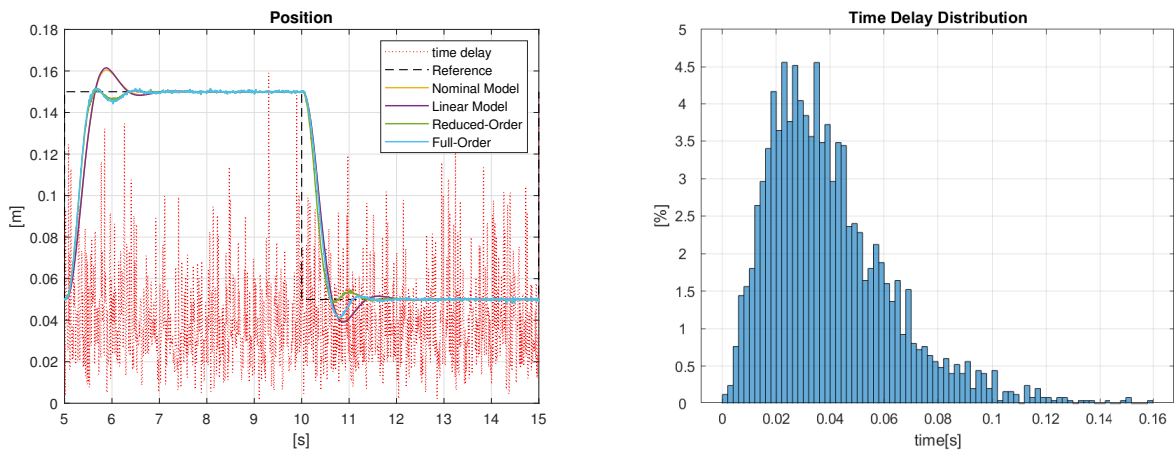 Position
0.18
0.16
0.14
0.12
0.1
0.08
0.06
0.04
0.02
0
[m]
5 6 7 8 9 10 11 12 13 14 15
[s]
time delay
Reference
Nominal Model
Linear Model
Reduced-Order
Full-Order
Time Delay Distribution
5
4.5
4
3.5
3
2.5
2
1.5
1
0.5
0
[%]
0 0.02 0.04 0.06 0.08 0.1 0.12 0.14 0.16
time[s]